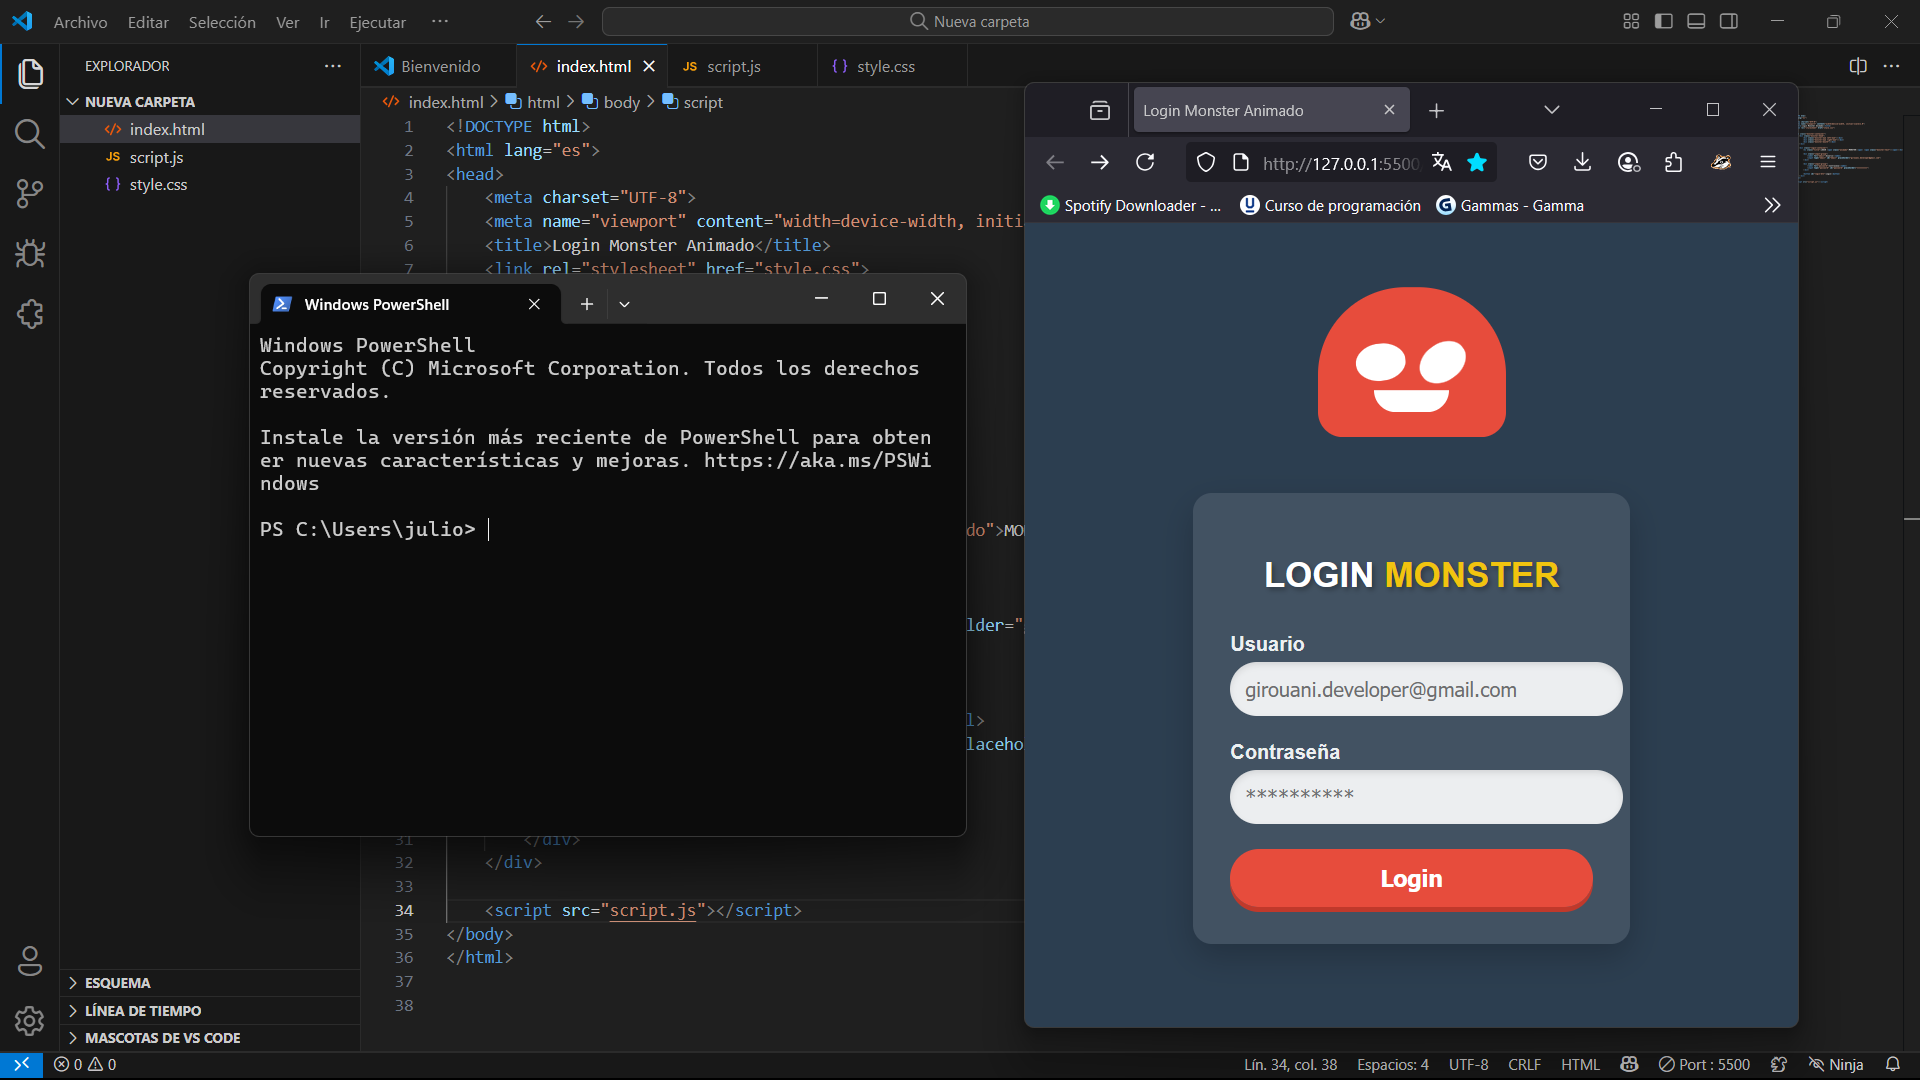 Archivo Editar Selección Ver Ir Ejecutar ···
Nueva carpeta
EXPLORADOR ···
NUEVA CARPETA
index.html
JS script.js
{ } style.css
ESQUEMA
LÍNEA DE TIEMPO
MASCOTAS DE VS CODE
Bienvenido
index.html
JS script.js
{ } style.css
index.html > html > body > script
1 <!DOCTYPE html>
2 <html lang="es">
3 <head>
4 <meta charset="UTF-8">
5 <meta name="viewport" content="width=device-width, initi
6 <title>Login Monster Animado</title>
7 <link rel="stylesheet" href="style.css">
do">MO
lder="
l>
laceho
31 </div>
32 </div>
33
34 <script src="script.js"></script>
35 </body>
36 </html>
37
38
Windows PowerShell
Windows PowerShell
Copyright (C) Microsoft Corporation. Todos los derechos
reservados.
Instale la versión más reciente de PowerShell para obten
er nuevas características y mejoras. https://aka.ms/PSWi
ndows
PS C:\Users\julio>
Login Monster Animado
http://127.0.0.1:5500
Spotify Downloader - ...
Curso de programación
Gammas - Gamma
LOGIN MONSTER
Usuario
girouani.developer@gmail.com
Contraseña
**********
Login
0 0
Lín. 34, col. 38
Espacios: 4
UTF-8
CRLF
HTML
Port : 5500
Ninja